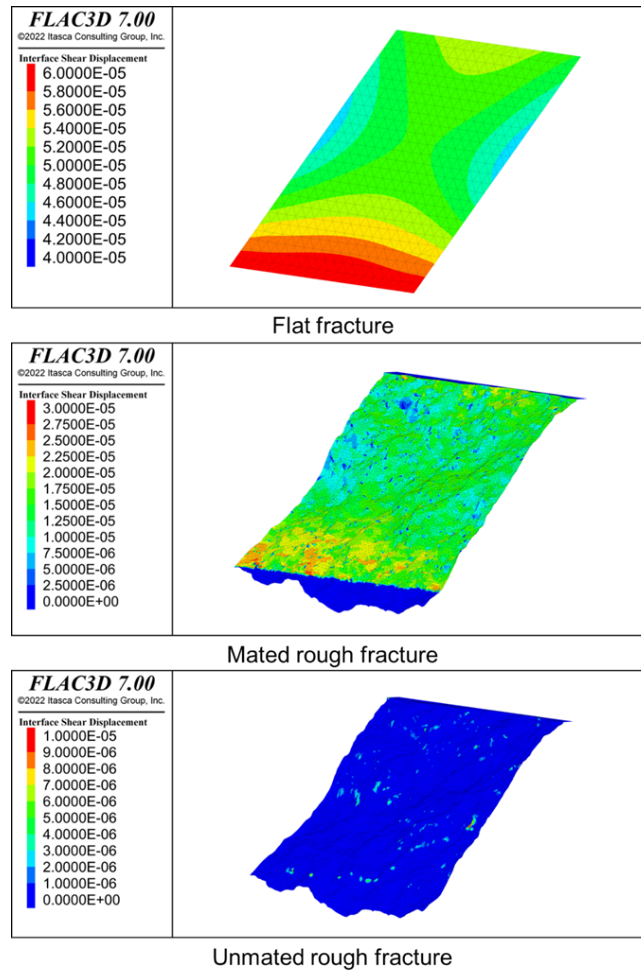 FLAC3D 7.00
©2022 Itasca Consulting Group, Inc.
Interface Shear Displacement
6.0000E-05
5.8000E-05
5.6000E-05
5.4000E-05
5.2000E-05
5.0000E-05
4.8000E-05
4.6000E-05
4.4000E-05
4.2000E-05
4.0000E-05
Flat fracture
FLAC3D 7.00
©2022 Itasca Consulting Group, Inc.
Interface Shear Displacement
3.0000E-05
2.7500E-05
2.5000E-05
2.2500E-05
2.0000E-05
1.7500E-05
1.5000E-05
1.2500E-05
1.0000E-05
7.5000E-06
5.0000E-06
2.5000E-06
0.0000E+00
Mated rough fracture
FLAC3D 7.00
©2022 Itasca Consulting Group, Inc.
Interface Shear Displacement
1.0000E-05
9.0000E-06
8.0000E-06
7.0000E-06
6.0000E-06
5.0000E-06
4.0000E-06
3.0000E-06
2.0000E-06
1.0000E-06
0.0000E+00
Unmated rough fracture